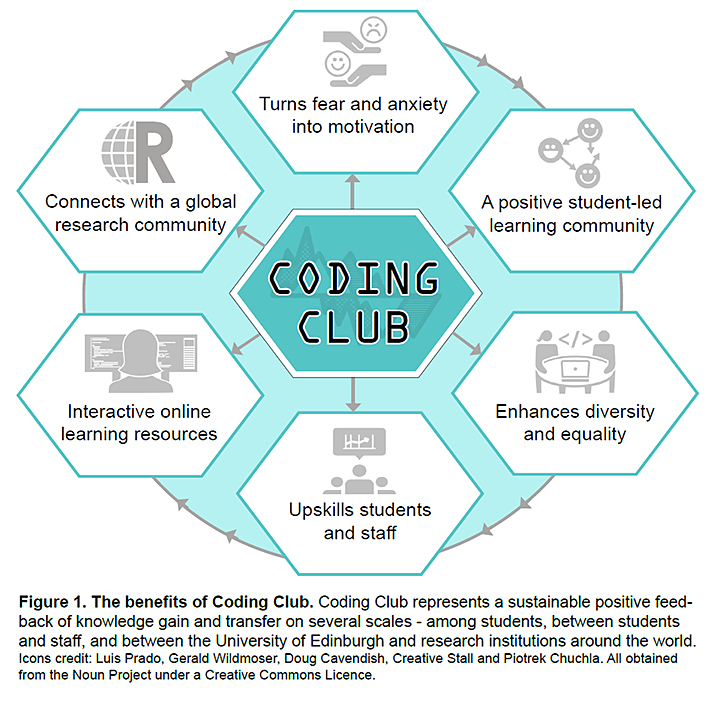 Turns fear and anxiety
into motivation
R
Connects with a global
research community
A positive student-led
learning community
CODING
CLUB
Interactive online
learning resources
</>
Enhances diversity
and equality
Upskills students
and staff
Figure 1. The benefits of Coding Club. Coding Club represents a sustainable positive feed-
back of knowledge gain and transfer on several scales - among students, between students
and staff, and between the University of Edinburgh and research institutions around the world.
Icons credit: Luis Prado, Gerald Wildmoser, Doug Cavendish, Creative Stall and Piotrek Chuchla. All obtained
from the Noun Project under a Creative Commons Licence.